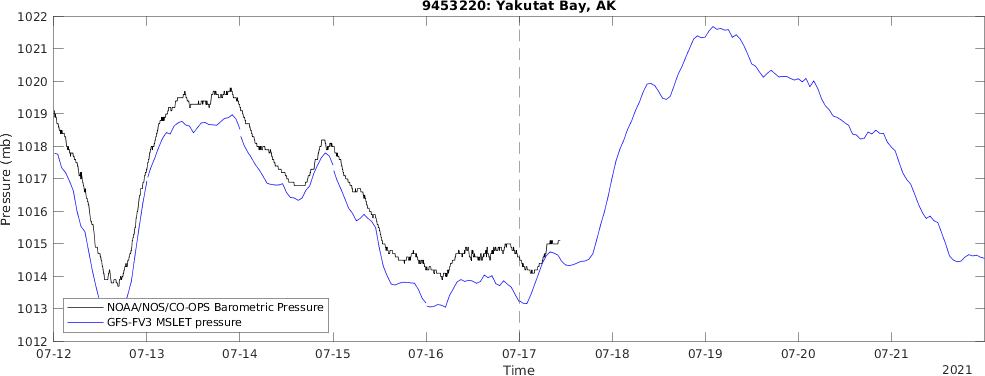 9453220: Yakutat Bay, AK
1022
1021
1020
1019
1018
1017
1016
1015
1014
1013
1012
Pressure (mb)
NOAA/NOS/CO-OPS Barometric Pressure
GFS-FV3 MSLET pressure
07-12 07-13 07-14 07-15 07-16 07-17 07-18 07-19 07-20 07-21
Time
2021